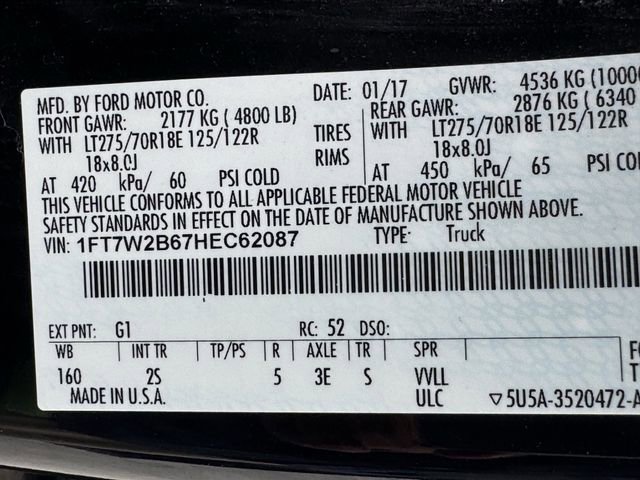 MFD. BY FORD MOTOR CO. DATE: 01/17 GVWR: 4536 KG (10000
FRONT GAWR: 2177 KG ( 4800 LB) REAR GAWR: 2876 KG ( 6340
WITH LT275/70R18E 125/122R TIRES WITH LT275/70R18E 125/122R
18x8.0J RIMS 18x8.0J
AT 420 kPa/ 60 PSI COLD AT 450 kPa/ 65 PSI CO
THIS VEHICLE CONFORMS TO ALL APPLICABLE FEDERAL MOTOR VEHICLE
SAFETY STANDARDS IN EFFECT ON THE DATE OF MANUFACTURE SHOWN ABOVE.
VIN: 1FT7W2B67HEC62087 TYPE: Truck
EXT PNT: G1 RC: 52 DSO:
WB INT TR TP/PS R AXLE TR SPR
160 2S 5 3E S VVLL
MADE IN U.S.A. ULC ▽5U5A-3520472-A